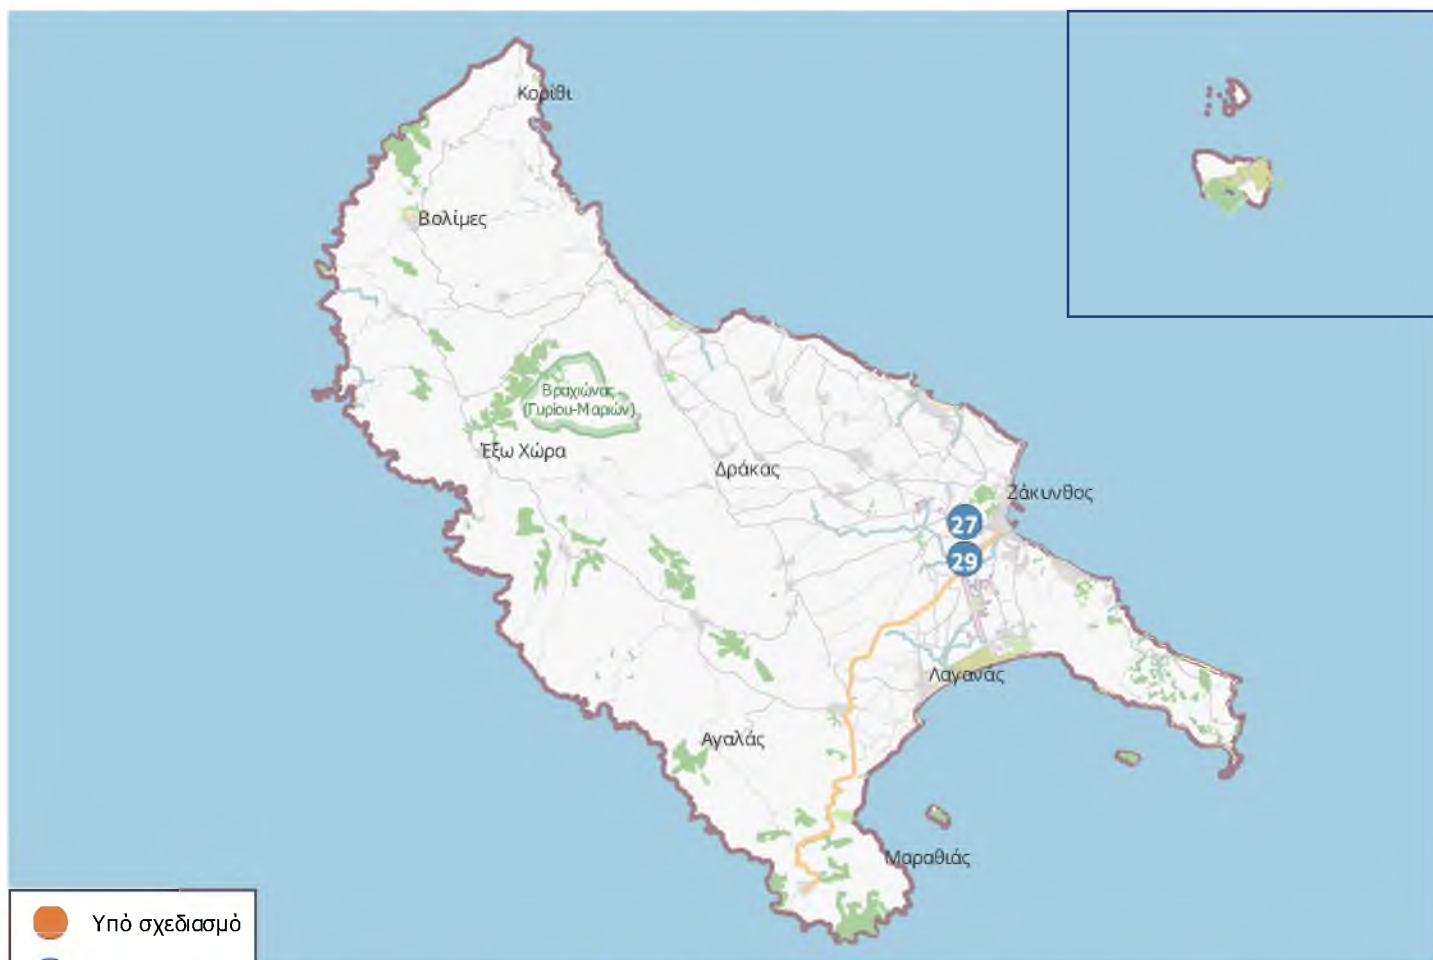 Κορίθι
Βολίμες
Βραχιώνας
(Γυρίου-Μαριών)
Έξω Χώρα
Δράκας
Ζάκυνθος
27
29
Λαγανάς
Αγαλάς
Μαραθιάς
Υπό σχεδιασμό